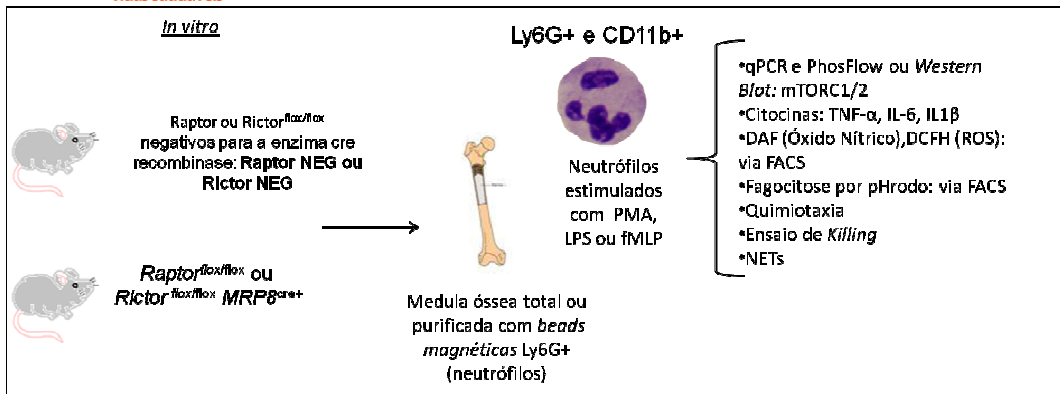 In vitro
Raptor ou Rictorflox/flox
negativos para a enzima cre
recombinase: Raptor NEG ou
Rictor NEG
Raptorflox/flox ou
Rictor flox/flox MRP8cre+
Medula óssea total ou
purificada com beads
magnéticas Ly6G+
(neutrófilos)
Ly6G+ e CD11b+
Neutrófilos
estimulados
com PMA,
LPS ou fMLP
•qPCR e PhosFlow ou Western
Blot: mTORC1/2
•Citocinas: TNF-α, IL-6, IL1β
•DAF (Óxido Nítrico),DCFH (ROS):
via FACS
•Fagocitose por pHrodo: via FACS
•Quimiotaxia
•Ensaio de Killing
•NETs